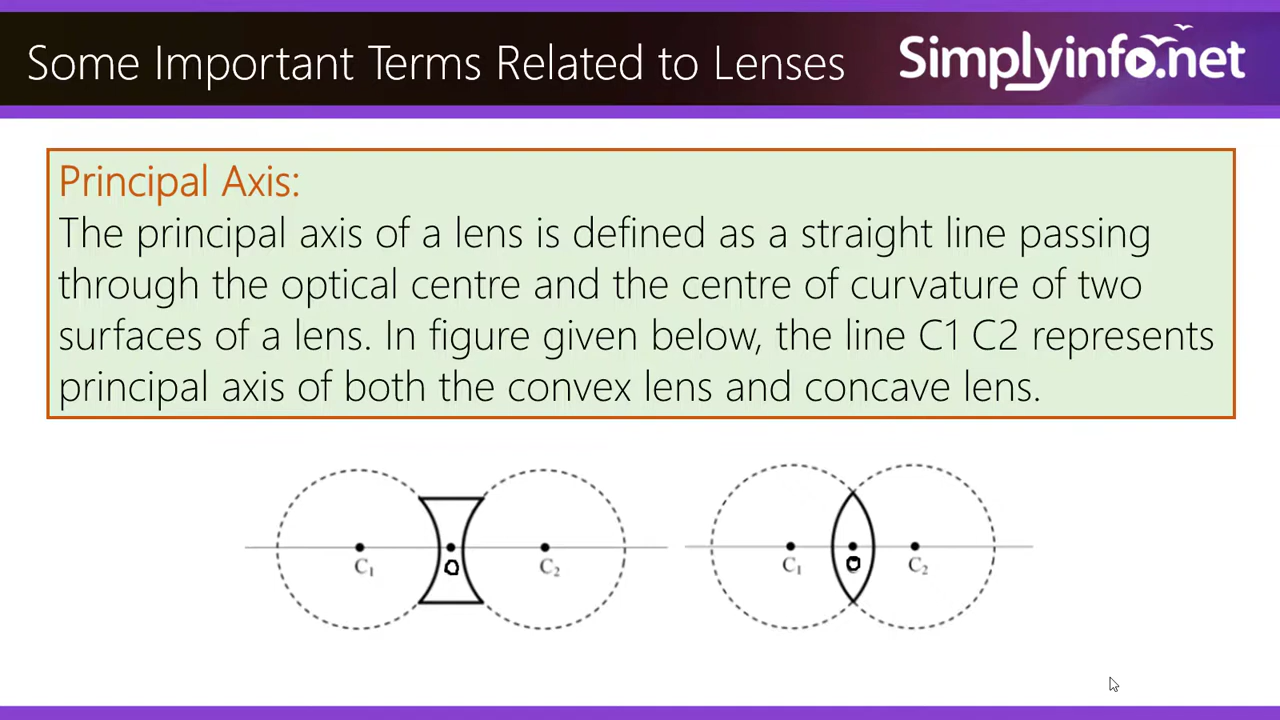 Some Important Terms Related to Lenses
Simplyinfo.net
Principal Axis:
The principal axis of a lens is defined as a straight line passing
through the optical centre and the centre of curvature of two
surfaces of a lens. In figure given below, the line C1 C2 represents
principal axis of both the convex lens and concave lens.
C₁ O C₂
C₁ O C₂